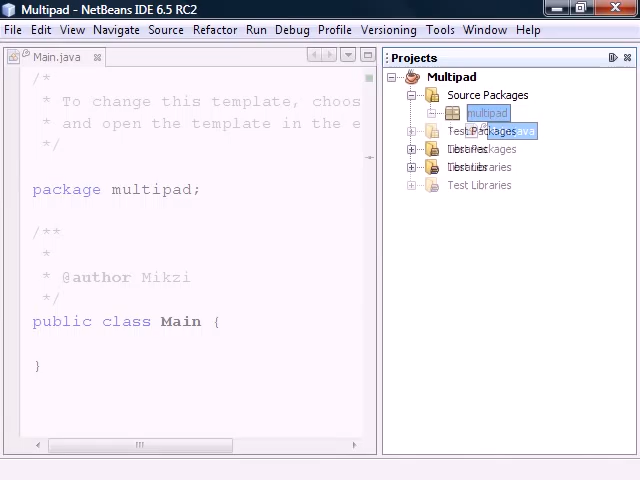 Multipad - NetBeans IDE 6.5 RC2
File Edit View Navigate Source Refactor Run Debug Profile Versioning Tools Window Help
Main.java
/*
* To change this template, choos
* and open the template in the e
*/
package multipad;
/**
*
* @author Mikzi
*/
public class Main {
}
Projects
Multipad
Source Packages
multipad
Test Packages
Libraries
Test Libraries
Test Libraries